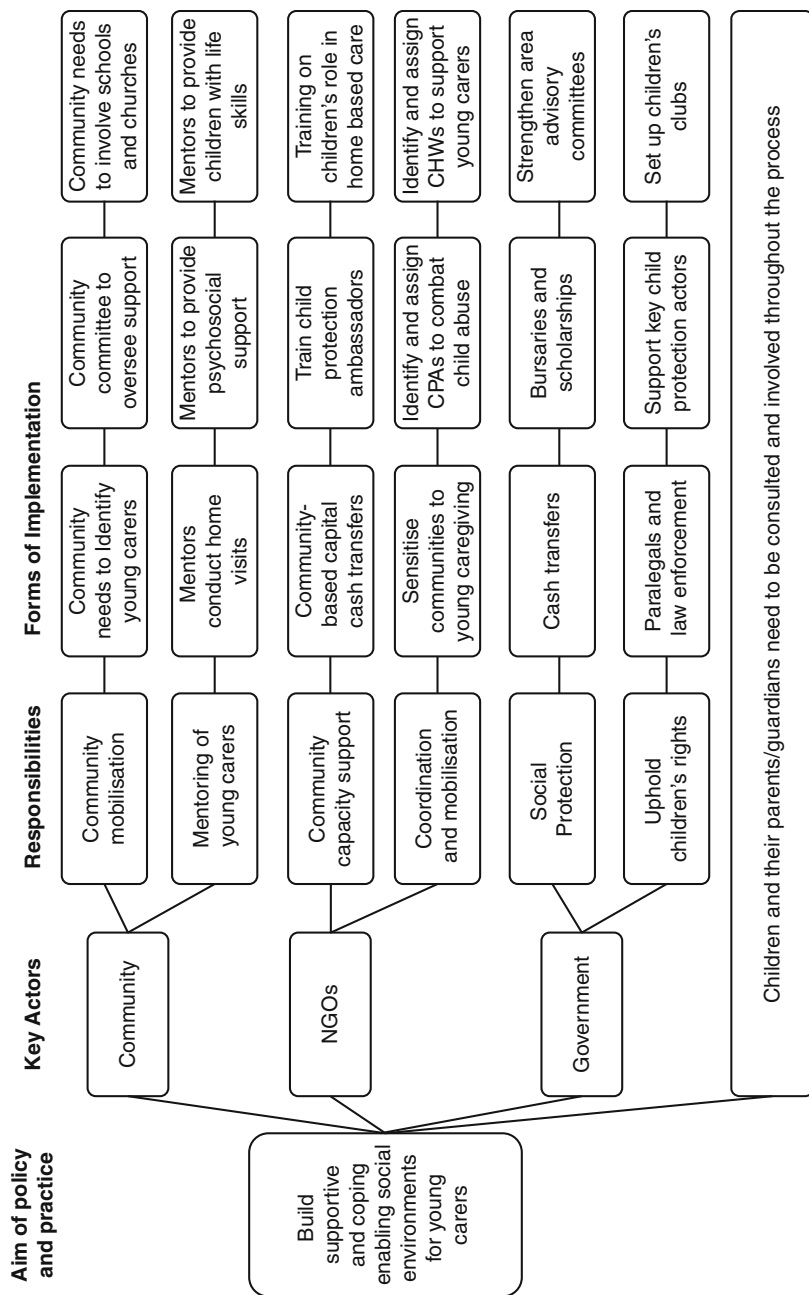 Aim of policy
and practice
Key Actors
Responsibilities
Forms of Implementation
Build
supportive
and coping
enabling social
environments
for young
carers
Community
Community
mobilisation
Community
needs to Identify
young carers
Community
committee to
oversee support
Community needs
to involve schools
and churches
Mentoring of
young carers
Mentors
conduct home
visits
Mentors to provide
psychosocial
support
Mentors to provide
children with life
skills
NGOs
Community
capacity support
Community-
based capital
cash transfers
Train child
protection
ambassadors
Training on
children's role in
home based care
Coordination
and mobilisation
Sensitise
communities to
young caregiving
Identify and assign
CPAs to combat
child abuse
Identify and assign
CHWs to support
young carers
Government
Social
Protection
Cash transfers
Bursaries and
scholarships
Strengthen area
advisory
committees
Uphold
children's rights
Paralegals and
law enforcement
Support key child
protection actors
Set up children's
clubs
Children and their parents/guardians need to be consulted and involved throughout the process